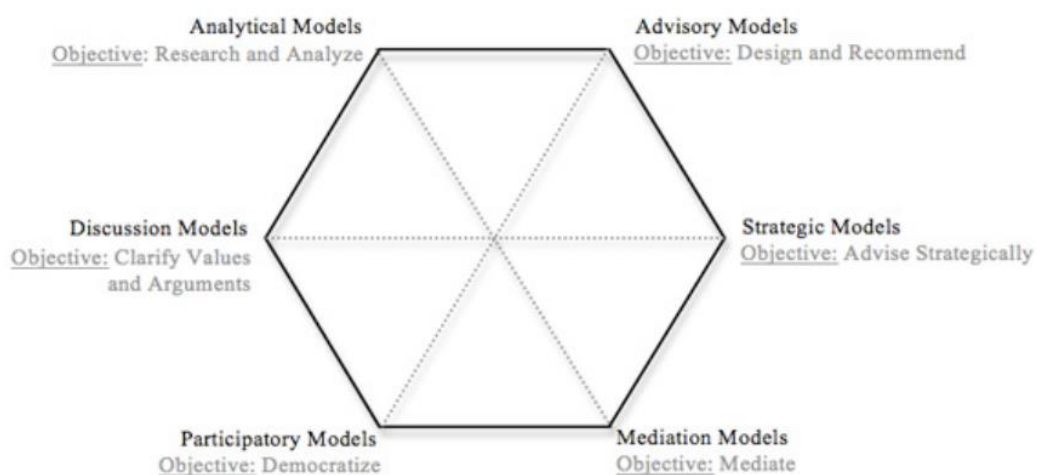 Analytical Models
Objective: Research and Analyze
Advisory Models
Objective: Design and Recommend
Discussion Models
Objective: Clarify Values
and Arguments
Strategic Models
Objective: Advise Strategically
Participatory Models
Objective: Democratize
Mediation Models
Objective: Mediate